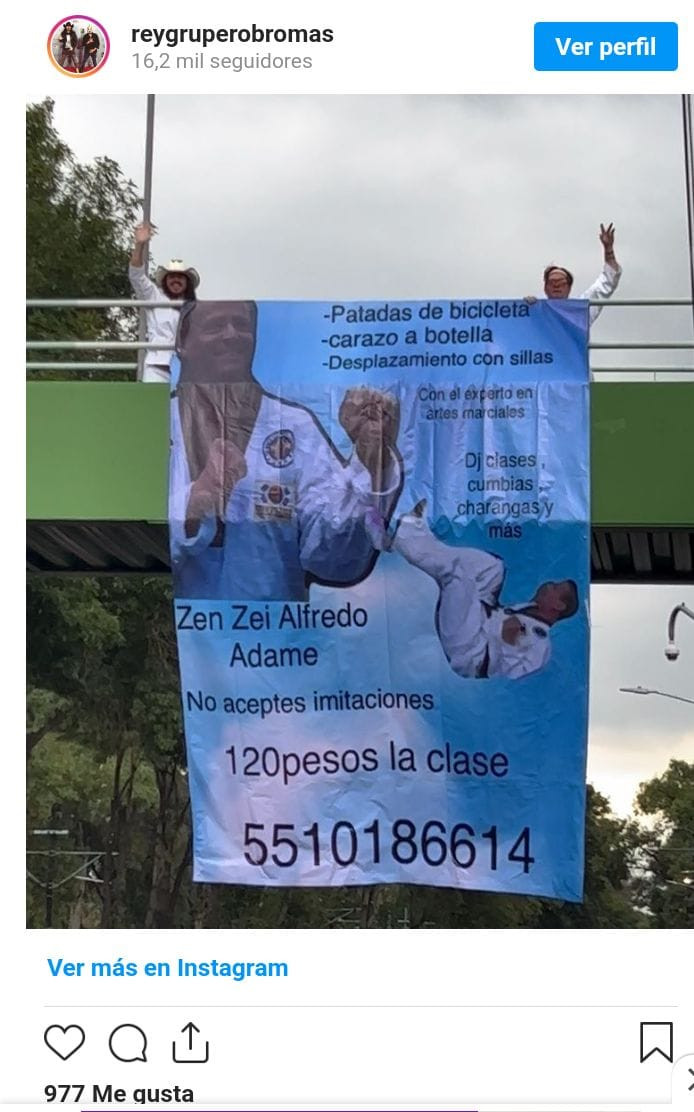 reygruperobromas
16,2 mil seguidores
Ver perfil
-Patadas de bicicleta
-carazo a botella
-Desplazamiento con sillas
Con el experto en
artes marciales
Dj clases,
cumbias,
charangas y
más
Zen Zei Alfredo
Adame
No aceptes imitaciones
120pesos la clase
5510186614
Ver más en Instagram
977 Me gusta